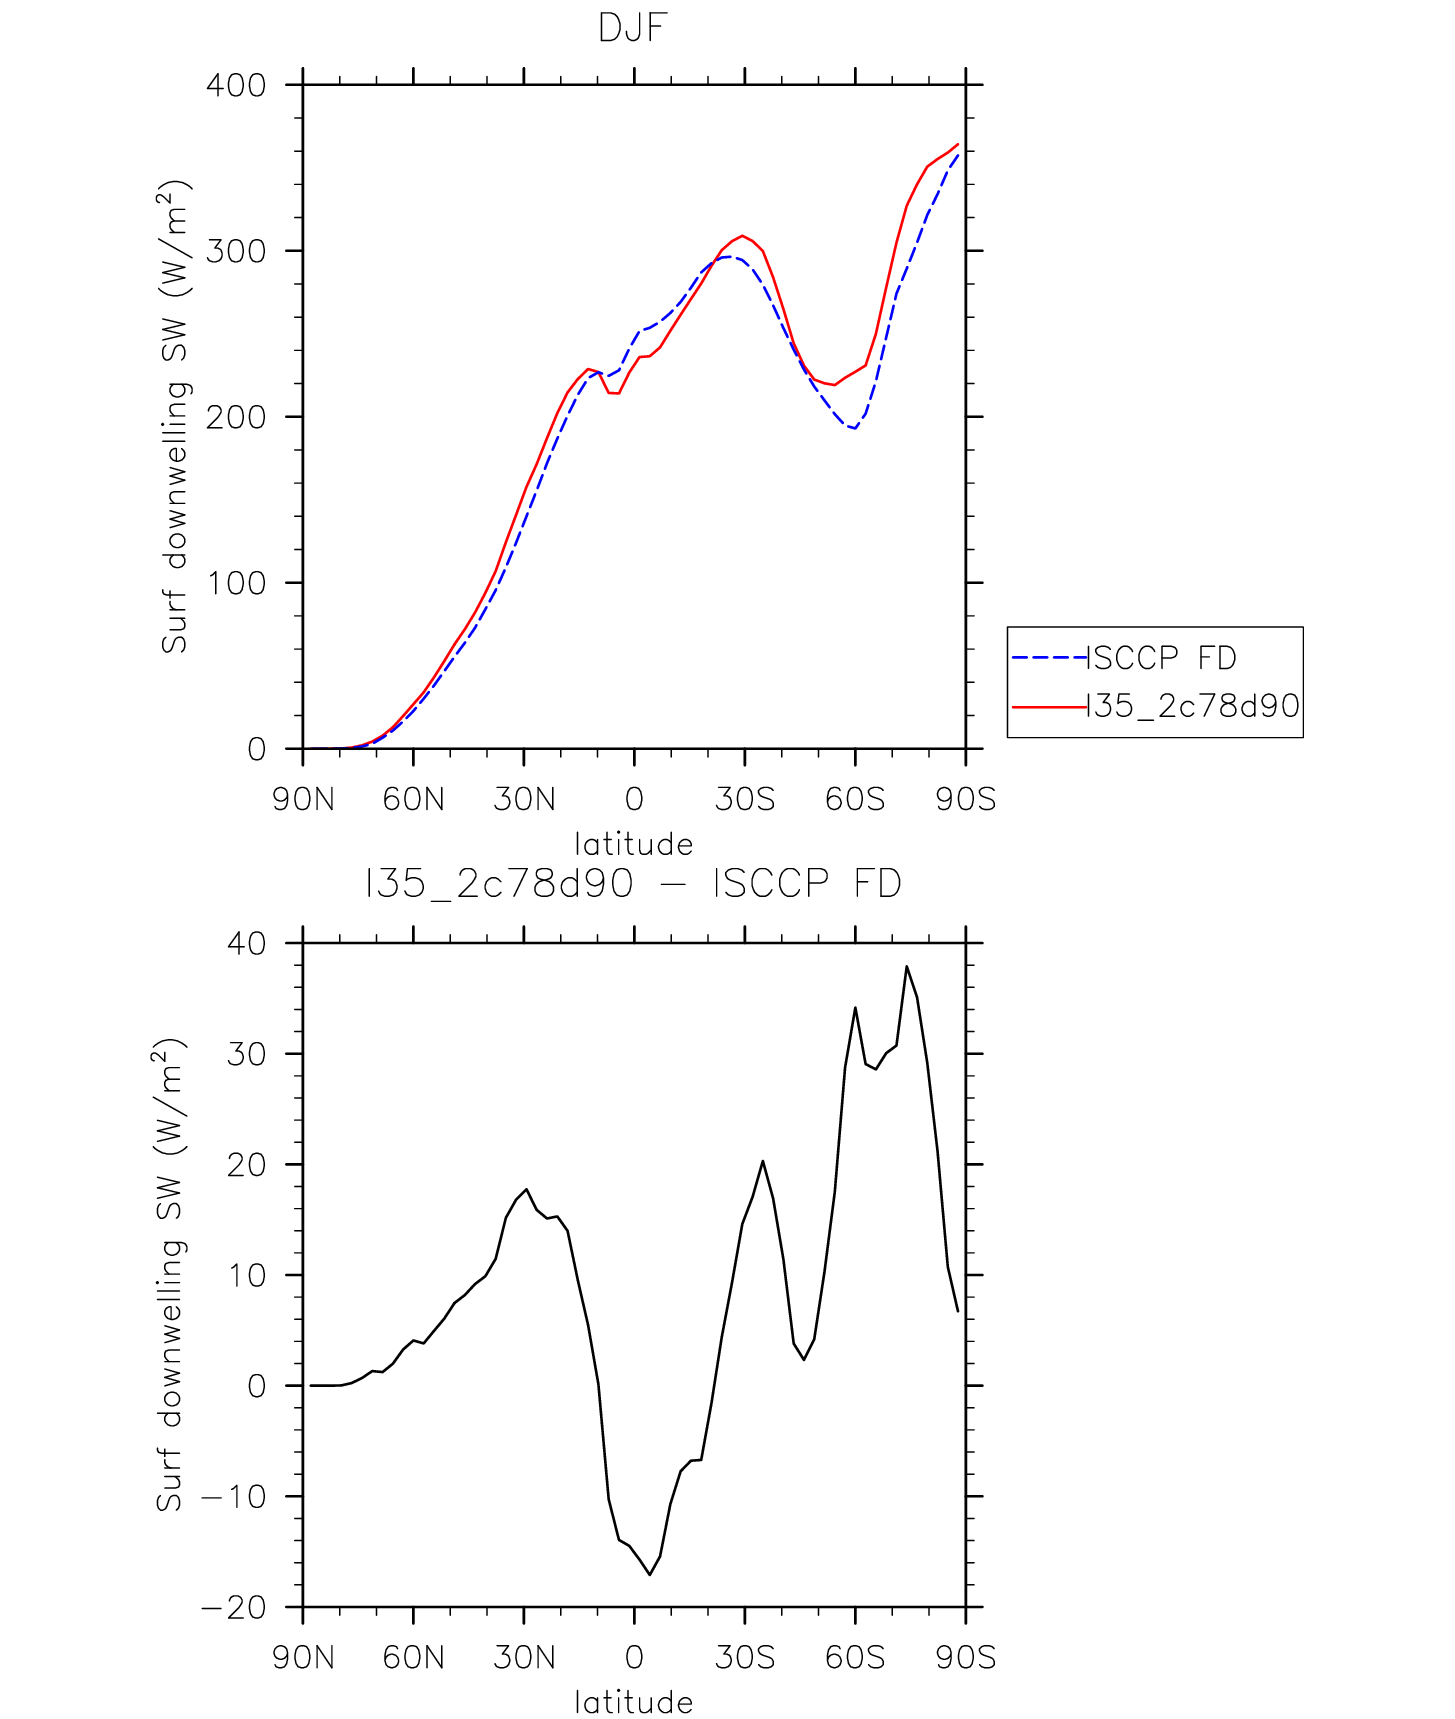 DJF
Surf downwelling SW (W/m²)
400
300
200
100
0
90N 60N 30N 0 30S 60S 90S
latitude
ISCCP FD
I35_2c78d90
I35_2c78d90 − ISCCP FD
Surf downwelling SW (W/m²)
40
30
20
10
0
−10
−20
90N 60N 30N 0 30S 60S 90S
latitude